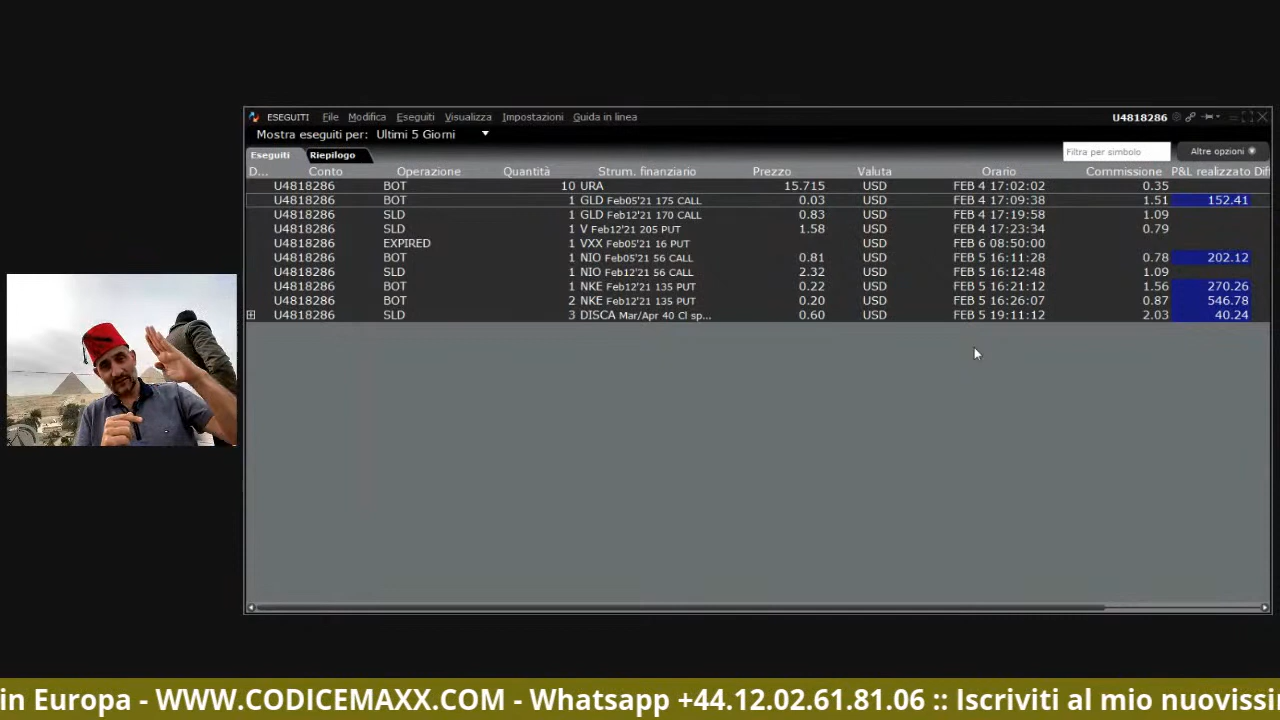 ESEGUITI File Modifica Eseguiti Visualizza Impostazioni Guida in linea U4818286
Mostra eseguiti per: Ultimi 5 Giorni
Eseguiti Riepilogo Filtra per simbolo Altre opzioni
D... Conto Operazione Quantità Strum. finanziario Prezzo Valuta Orario Commissione P&L realizzato Dif
U4818286 BOT 10 URA 15.715 USD FEB 4 17:02:02 0.35
U4818286 BOT 1 GLD Feb05'21 175 CALL 0.03 USD FEB 4 17:09:38 1.51 152.41
U4818286 SLD 1 GLD Feb12'21 170 CALL 0.83 USD FEB 4 17:19:58 1.09
U4818286 SLD 1 V Feb12'21 205 PUT 1.58 USD FEB 4 17:23:34 0.79
U4818286 EXPIRED 1 VXX Feb05'21 16 PUT USD FEB 6 08:50:00
U4818286 BOT 1 NIO Feb05'21 56 CALL 0.81 USD FEB 5 16:11:28 0.78 202.12
U4818286 SLD 1 NIO Feb12'21 56 CALL 2.32 USD FEB 5 16:12:48 1.09
U4818286 BOT 1 NKE Feb12'21 135 PUT 0.22 USD FEB 5 16:21:12 1.56 270.26
U4818286 BOT 2 NKE Feb12'21 135 PUT 0.20 USD FEB 5 16:26:07 0.87 546.78
U4818286 SLD 3 DISCA Mar/Apr 40 Cl sp... 0.60 USD FEB 5 19:11:12 2.03 40.24
in Europa - WWW.CODICEMAXX.COM - Whatsapp +44.12.02.61.81.06 :: Iscriviti al mio nuovissi